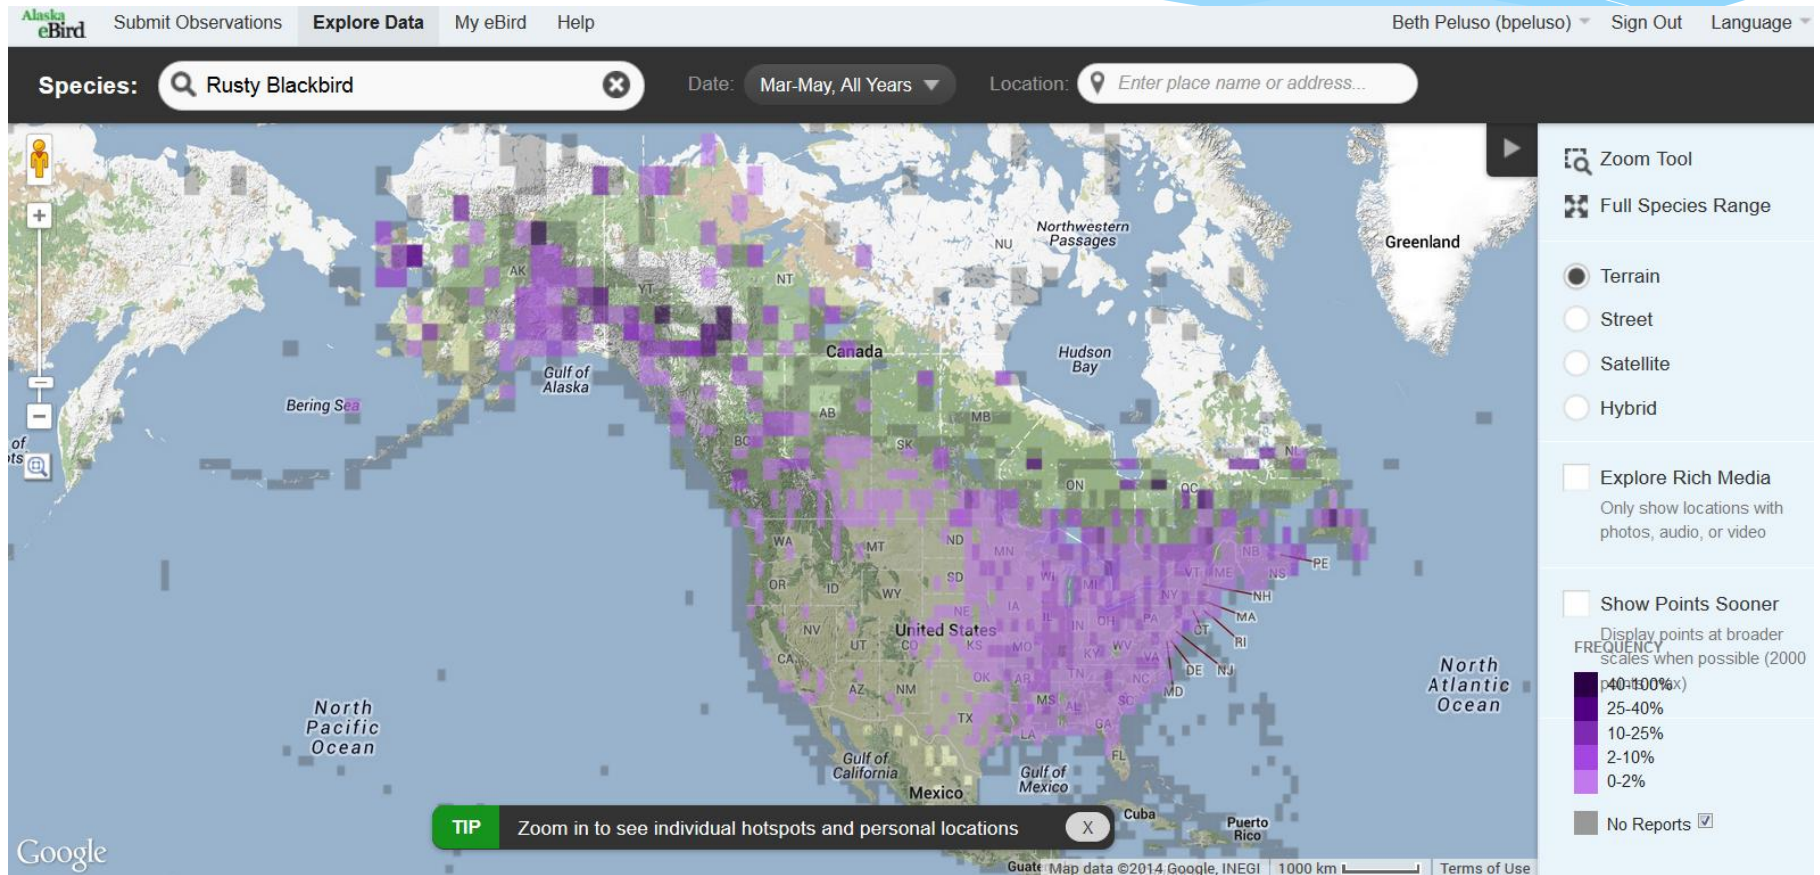 Alaska
eBird
Submit Observations
Explore Data
My eBird
Help
Beth Peluso (bpeluso)
Sign Out
Language
Species:
Rusty Blackbird
Date:
Mar-May, All Years
Location:
Enter place name or address...
Zoom Tool
Full Species Range
Terrain
Street
Satellite
Hybrid
Explore Rich Media
Only show locations with
photos, audio, or video
Show Points Sooner
Display points at broader
scales when possible (2000
FREQUENCY
40-100%
25-40%
10-25%
2-10%
0-2%
No Reports
Northwestern
Passages
NU
Greenland
AK
YT
NT
Canada
Hudson
Bay
Gulf of
Alaska
Bering Sea
of
AB
MB
BC
SK
NL
ON
QC
WA
MT
ND
MN
NB
PE
OR
ID
WY
SD
WI
MI
VT
ME
NS
NH
NE
IA
NY
MA
NV
UT
CO
United States
KS
MO
IL
IN
OH
PA
CT
RI
CA
KY
WV
VA
DE
NJ
AZ
NM
OK
AR
TN
NC
MD
TX
MS
AL
SC
LA
GA
FL
North
Pacific
Ocean
North
Atlantic
Ocean
Gulf of
California
Gulf of
Mexico
Mexico
Cuba
Puerto
Rico
TIP
Zoom in to see individual hotspots and personal locations
X
Google
Map data ©2014 Google, INEGI
1000 km
Terms of Use